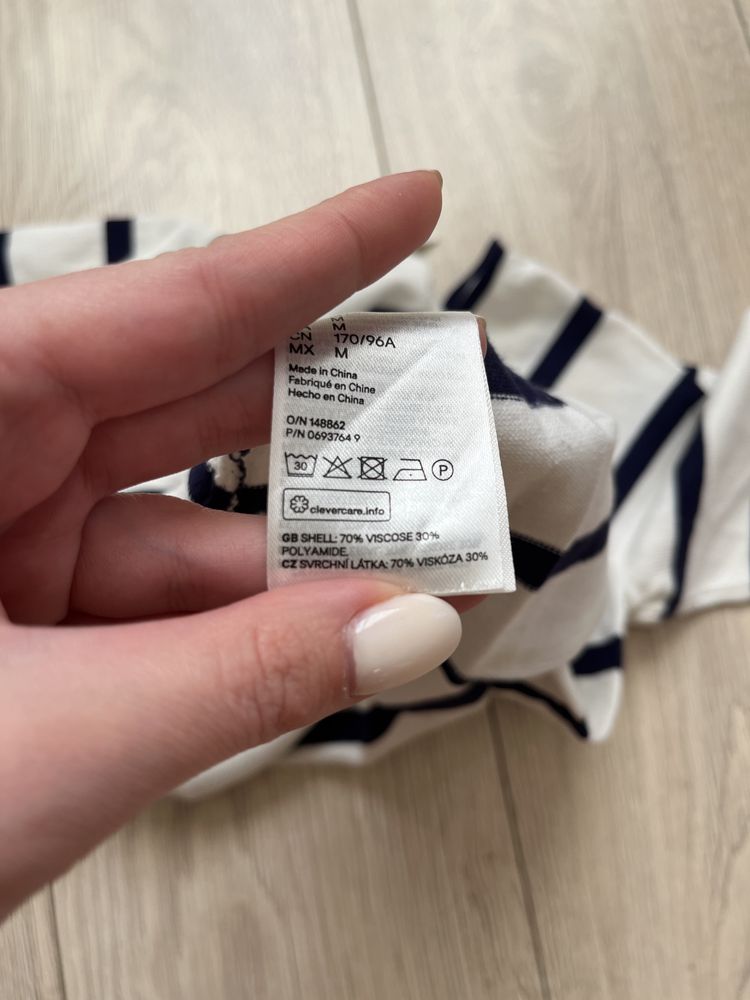 M
M
CN 170/96A
MX M
Made in China
Fabriqué en Chine
Hecho en China
O/N 148862
P/N 0693764 9
30
P
clevercare.info
GB SHELL: 70% VISCOSE 30%
POLYAMIDE.
CZ SVRCHNÍ LÁTKA: 70% VISKÓZA 30%